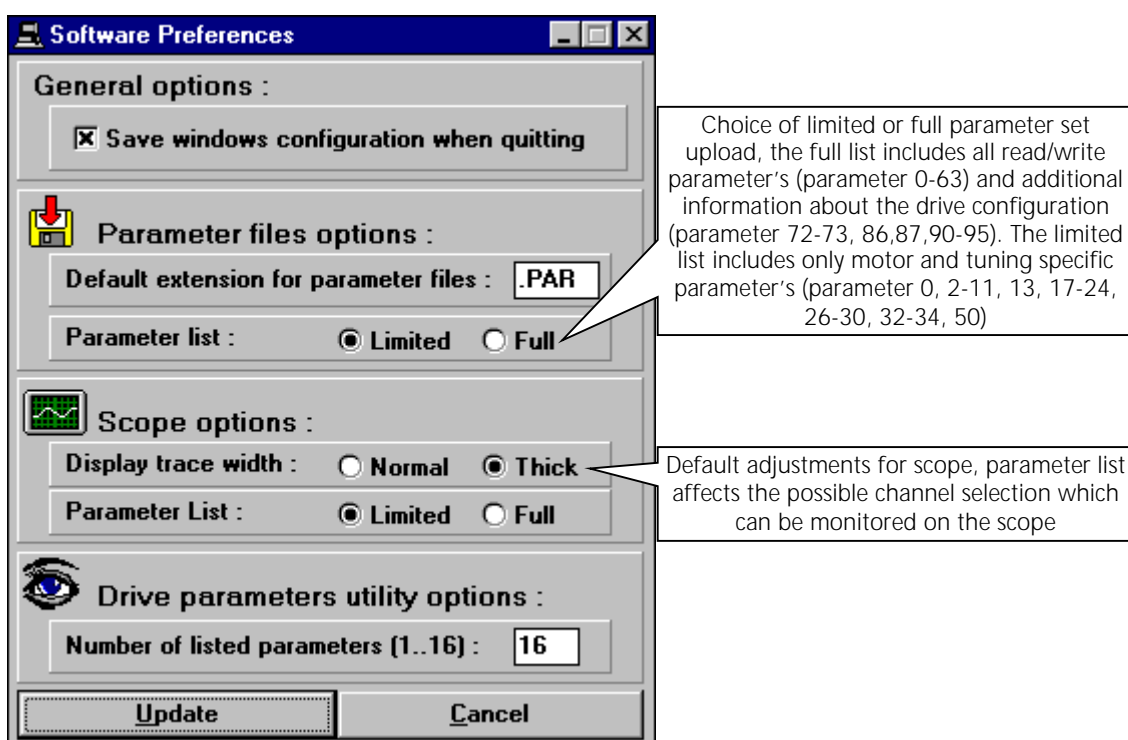 Software Preferences
General options :
Save windows configuration when quitting
Parameter files options :
Default extension for parameter files : .PAR
Parameter list : Limited Full
Scope options :
Display trace width : Normal Thick
Parameter List : Limited Full
Drive parameters utility options :
Number of listed parameters (1..16) : 16
Update Cancel
Choice of limited or full parameter set
upload, the full list includes all read/write
parameter's (parameter 0-63) and additional
information about the drive configuration
(parameter 72-73, 86,87,90-95). The limited
list includes only motor and tuning specific
parameter's (parameter 0, 2-11, 13, 17-24,
26-30, 32-34, 50)
Default adjustments for scope, parameter list
affects the possible channel selection which
can be monitored on the scope